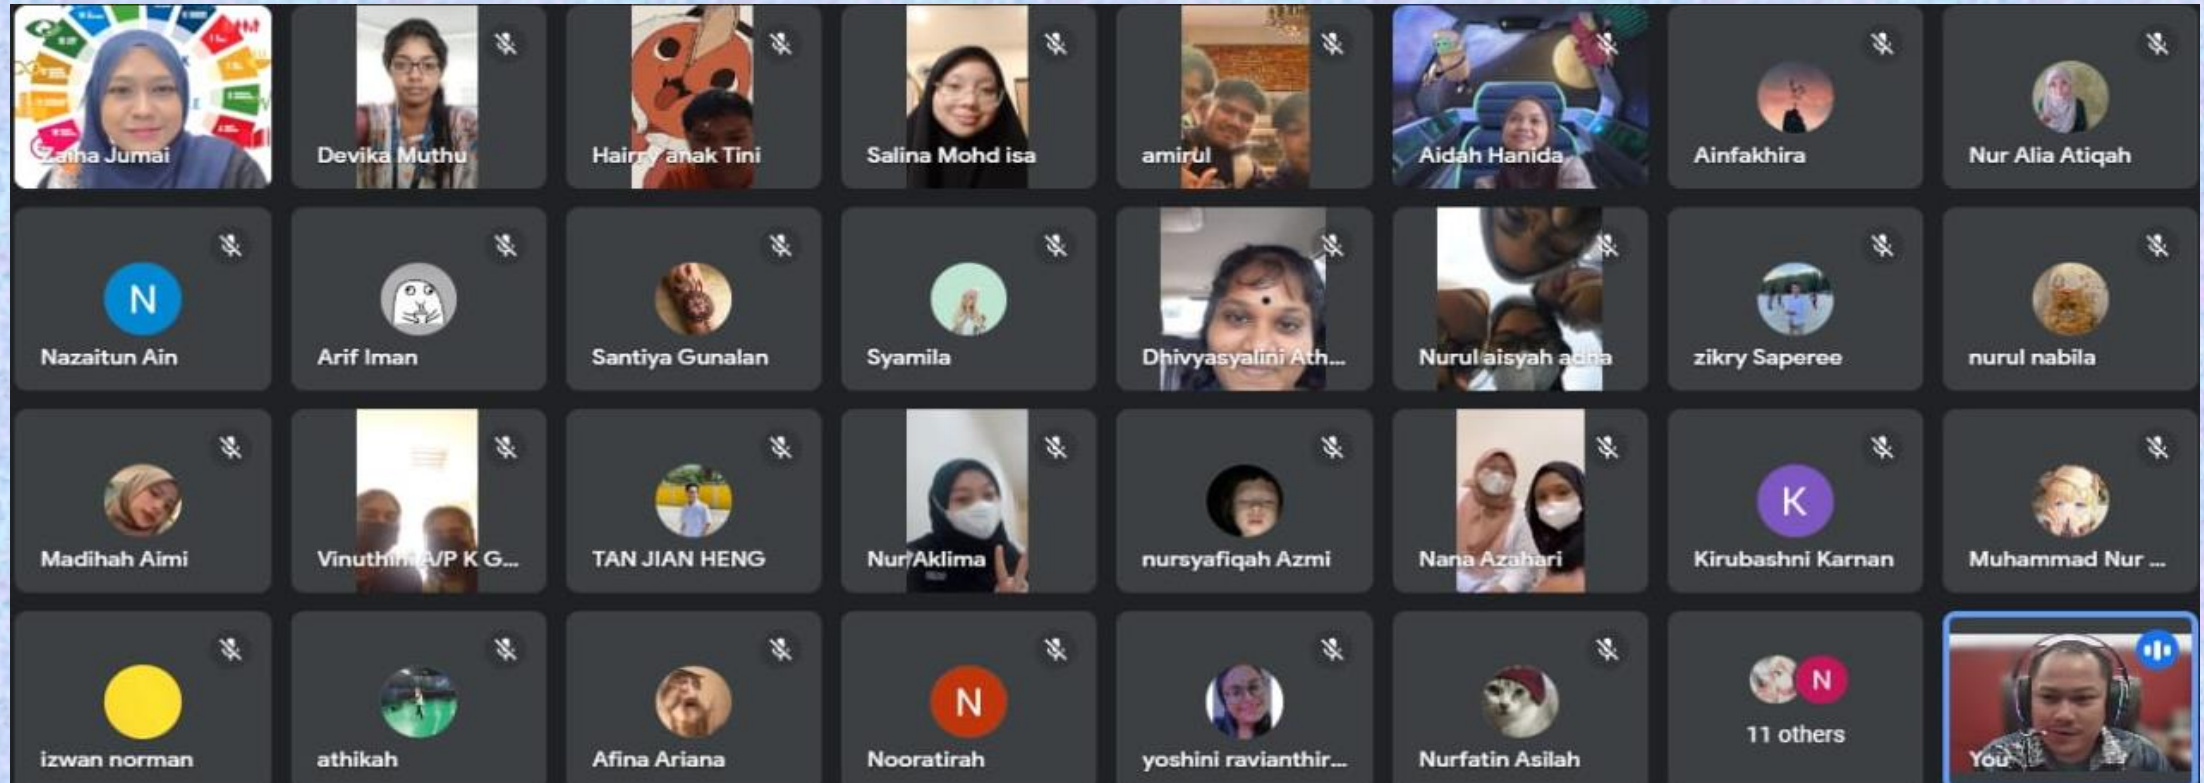 Zaina Jumai
Devika Muthu
Hairry anak Tini
Salina Mohd isa
amirul
Aidah Hanida
Ainfakhira
Nur Alia Atiqah
N
Nazaitun Ain
Arif Iman
Santiya Gunalan
Syamila
Dhivyasyalini Ath...
Nurul aisyah adha
zikry Saperee
nurul nabila
Madihah Aimi
Vinuthini A/P K G...
TAN JIAN HENG
Nur Aklima
nursyafiqah Azmi
Nana Azahari
K
Kirubashni Karnan
Muhammad Nur ...
izwan norman
athikah
Afina Ariana
N
Nooratirah
yoshini ravianthir...
Nurfatin Asilah
N
11 others
You